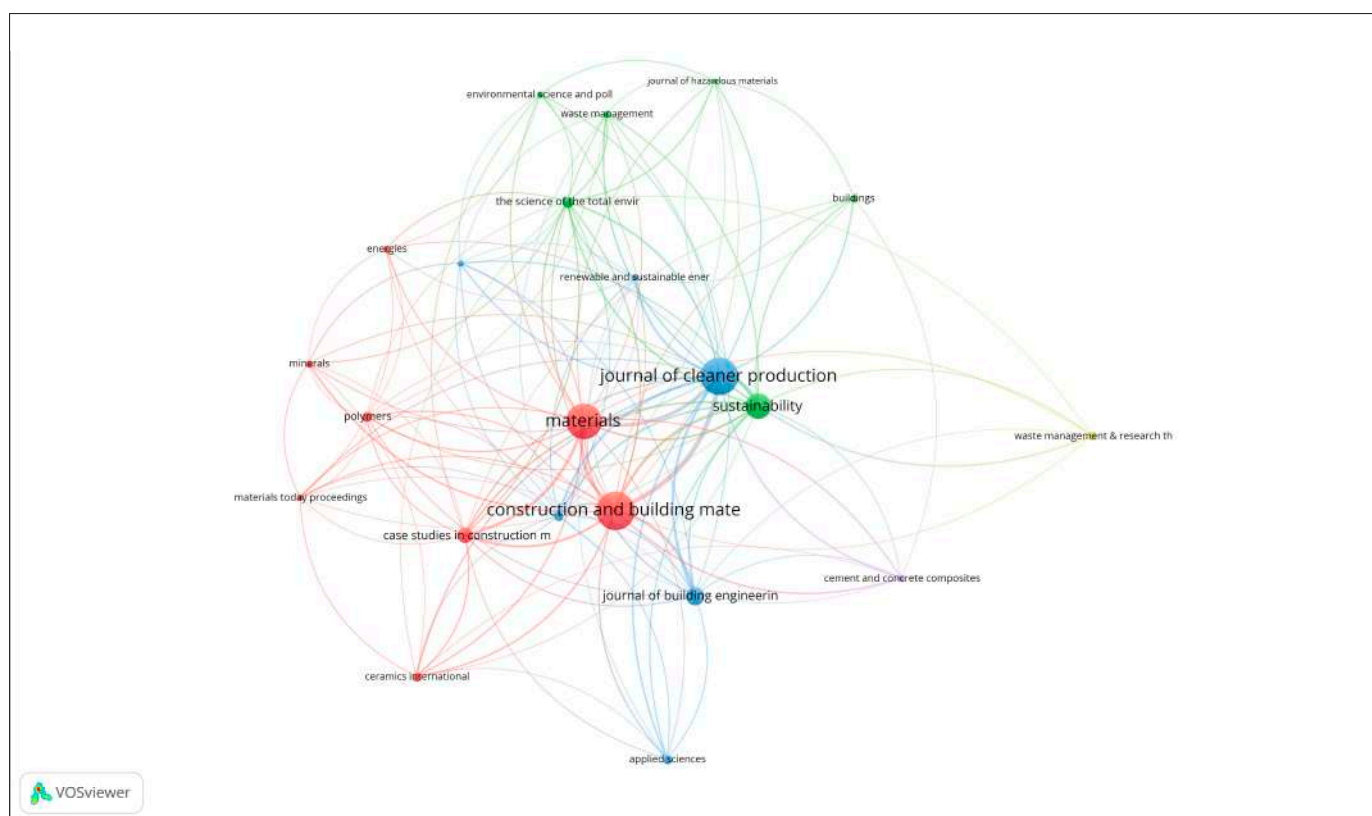 journal of hazardous materials
environmental science and poll
waste management
buildings
the science of the total envir
energies
renewable and sustainable ener
minerals
journal of cleaner production
sustainability
polymers
materials
waste management & research th
materials today proceedings
construction and building mate
case studies in construction m
cement and concrete composites
journal of building engineerin
ceramics international
applied sciences
VOSviewer